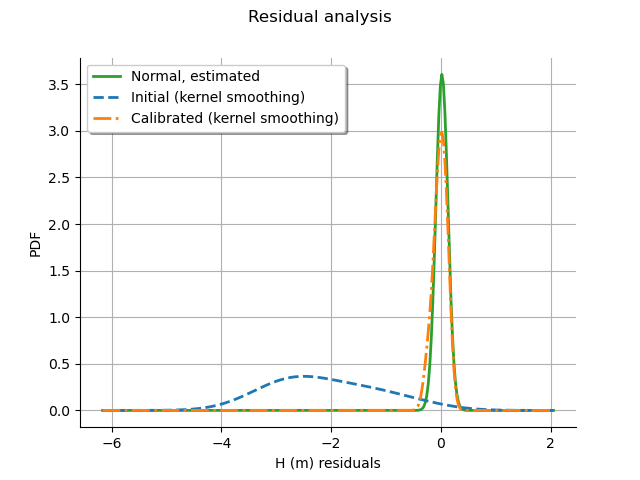 Residual analysis
Normal, estimated
Initial (kernel smoothing)
Calibrated (kernel smoothing)
3.5
3.0
2.5
2.0
1.5
1.0
0.5
0.0
PDF
−6
−4
−2
0
2
H (m) residuals